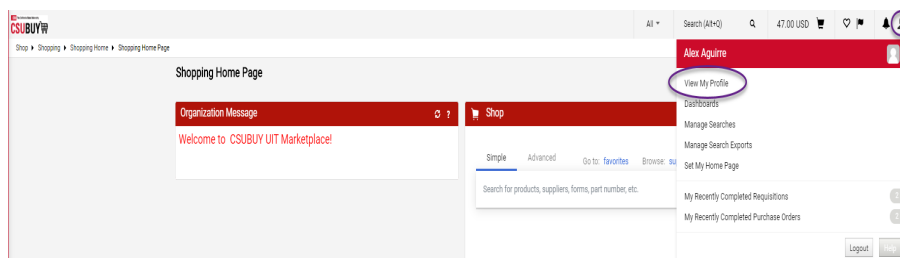 CSUBUY
All
Search (Alt+Q)
47.00 USD
Shop Shopping Shopping Home Shopping Home Page
Alex Aguirre
Shopping Home Page
View My Profile
Dashboards
Organization Message ?
Shop
Manage Searches
Welcome to CSUBUY UIT Marketplace!
Manage Search Exports
Simple Advanced Go to: favorites Browse: su
Set My Home Page
Search for products, suppliers, forms, part number, etc.
My Recently Completed Requisitions
My Recently Completed Purchase Orders
Logout Help